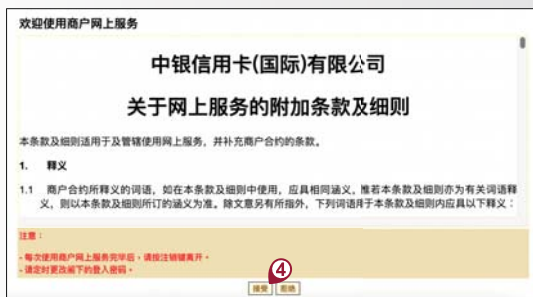 欢迎使用商户网上服务
中银信用卡(国际)有限公司
关于网上服务的附加条款及细则
本条款及细则适用于及管辖使用网上服务，并补充商户合约的条款。
1. 释义
1.1 商户合约所释义的词语，如在本条款及细则中使用，应具相同涵义，惟若本条款及细则亦为有关词语释
义，则以本条款及细则所订的涵义为准。除文意另有所指外，下列词语用于本条款及细则内应具以下释义：
注意：
- 每次使用商户网上服务完毕后，请按注销键离开。
- 请定时更改阁下的登入密码。
④
接受 拒绝